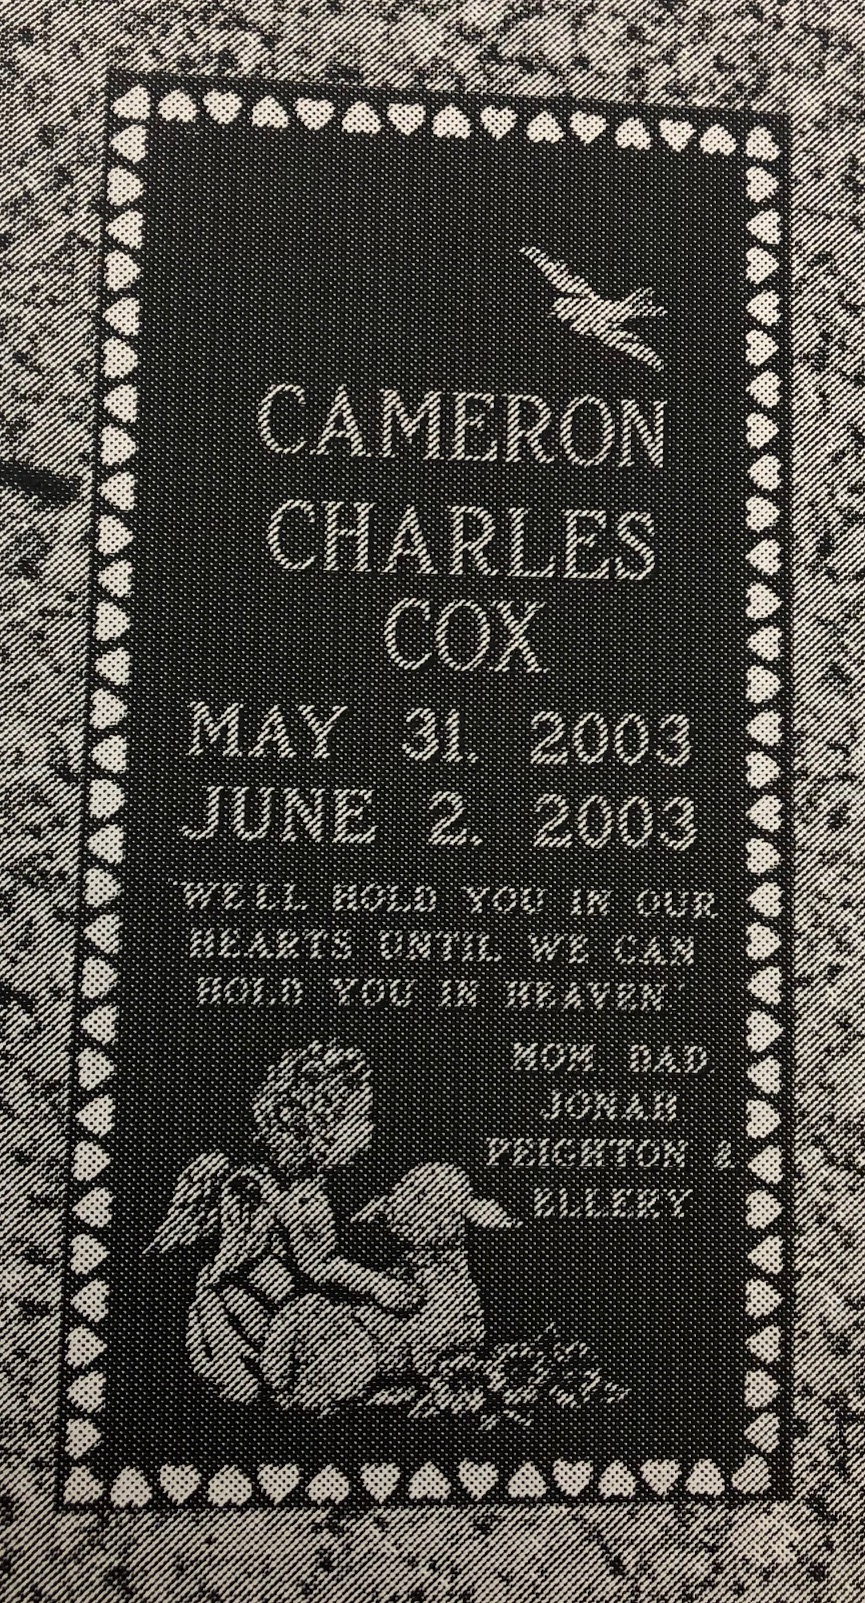 CAMERON
CHARLES
COX
MAY 31, 2003
JUNE 2, 2003
"WE'LL HOLD YOU IN OUR
HEARTS UNTIL WE CAN
HOLD YOU IN HEAVEN"
MOM DAD
JONAH
PEIGHTON &
ELLERY